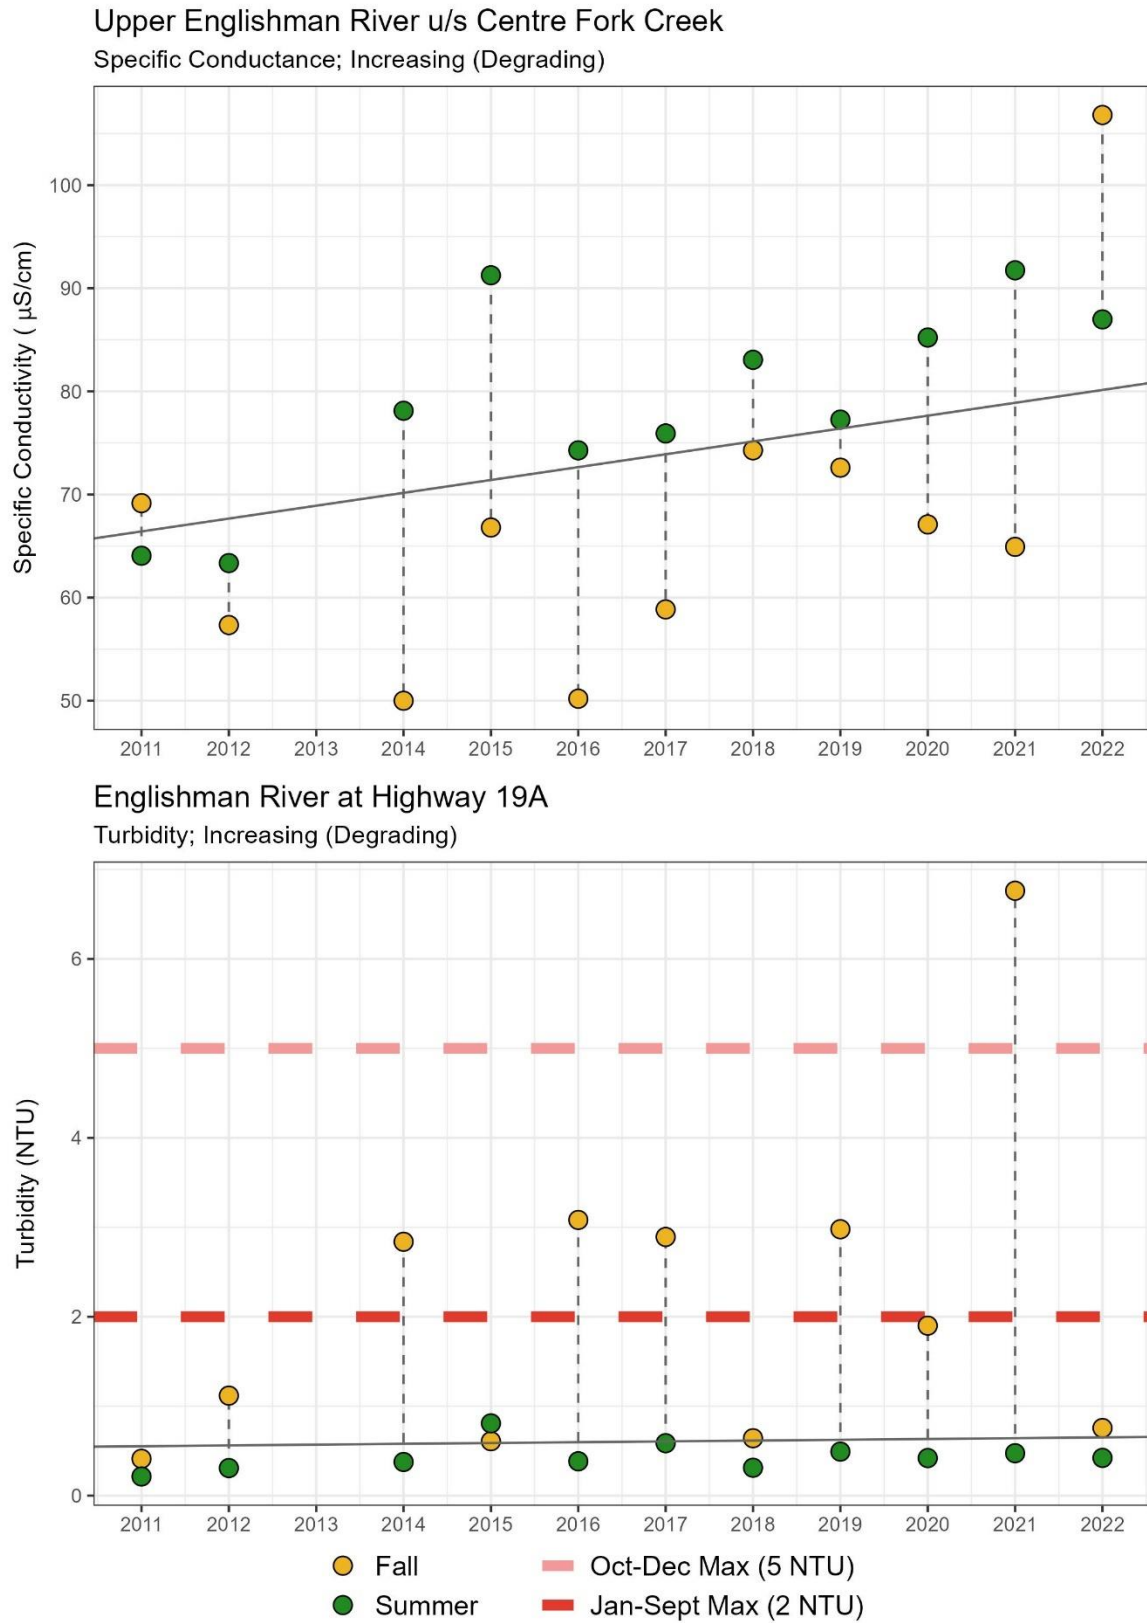 Upper Englishman River u/s Centre Fork Creek
Specific Conductance; Increasing (Degrading)
Specific Conductivity ( µS/cm)
100
90
80
70
60
50
2011 2012 2013 2014 2015 2016 2017 2018 2019 2020 2021 2022
Englishman River at Highway 19A
Turbidity; Increasing (Degrading)
Turbidity (NTU)
6
4
2
0
2011 2012 2013 2014 2015 2016 2017 2018 2019 2020 2021 2022
Fall Oct-Dec Max (5 NTU)
Summer Jan-Sept Max (2 NTU)